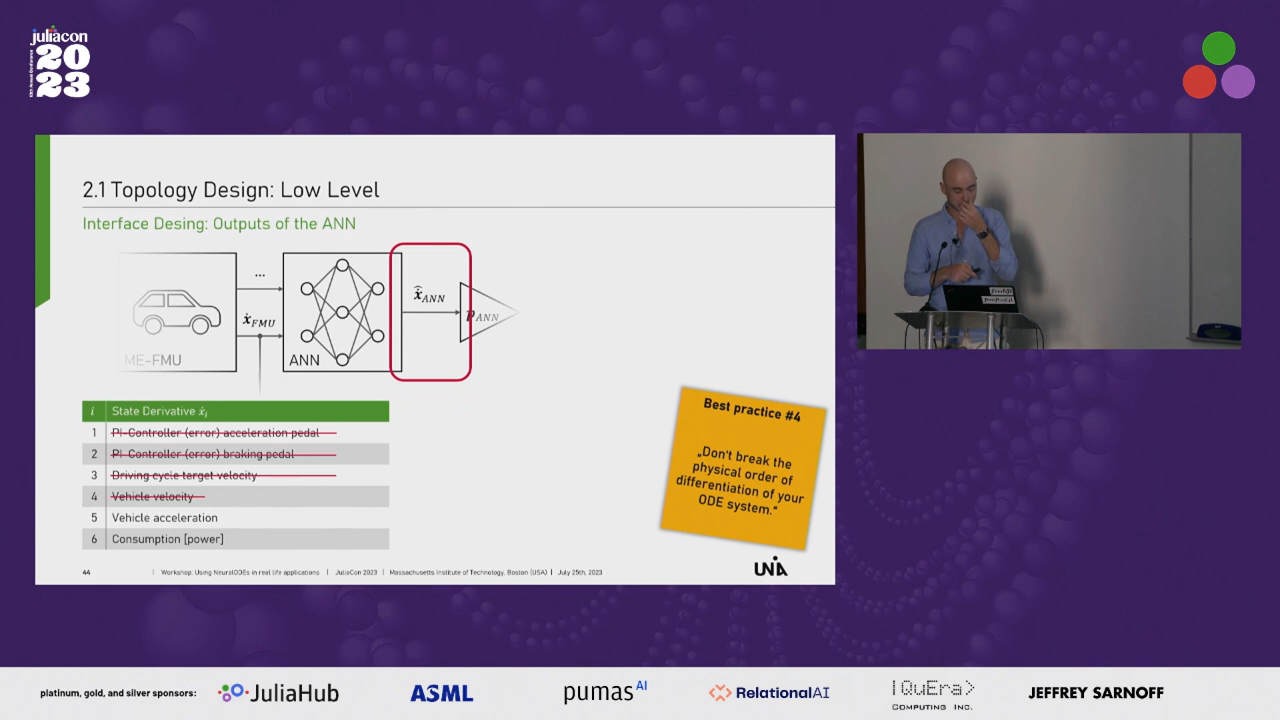 juliacon
20
23
2.1 Topology Design: Low Level
Interface Desing: Outputs of the ANN
ME-FMU
...
ẋ_FMU
ANN
ẋ̂_ANN
p_ANN
i State Derivative ẋᵢ
1 PI-Controller (error) acceleration pedal
2 PI-Controller (error) braking pedal
3 Driving cycle target velocity
4 Vehicle velocity
5 Vehicle acceleration
6 Consumption [power]
Best practice #4
„Don't break the
physical order of
differentiation of your
ODE system."
44 | Workshop: Using NeuralODEs in real life applications | JuliaCon 2023 | Massachusetts Institute of Technology, Boston (USA) | July 25th, 2023
UNIA
platinum, gold, and silver sponsors:
JuliaHub
ASML
pumas AI
RelationalAI
|QuEra>
COMPUTING INC.
JEFFREY SARNOFF